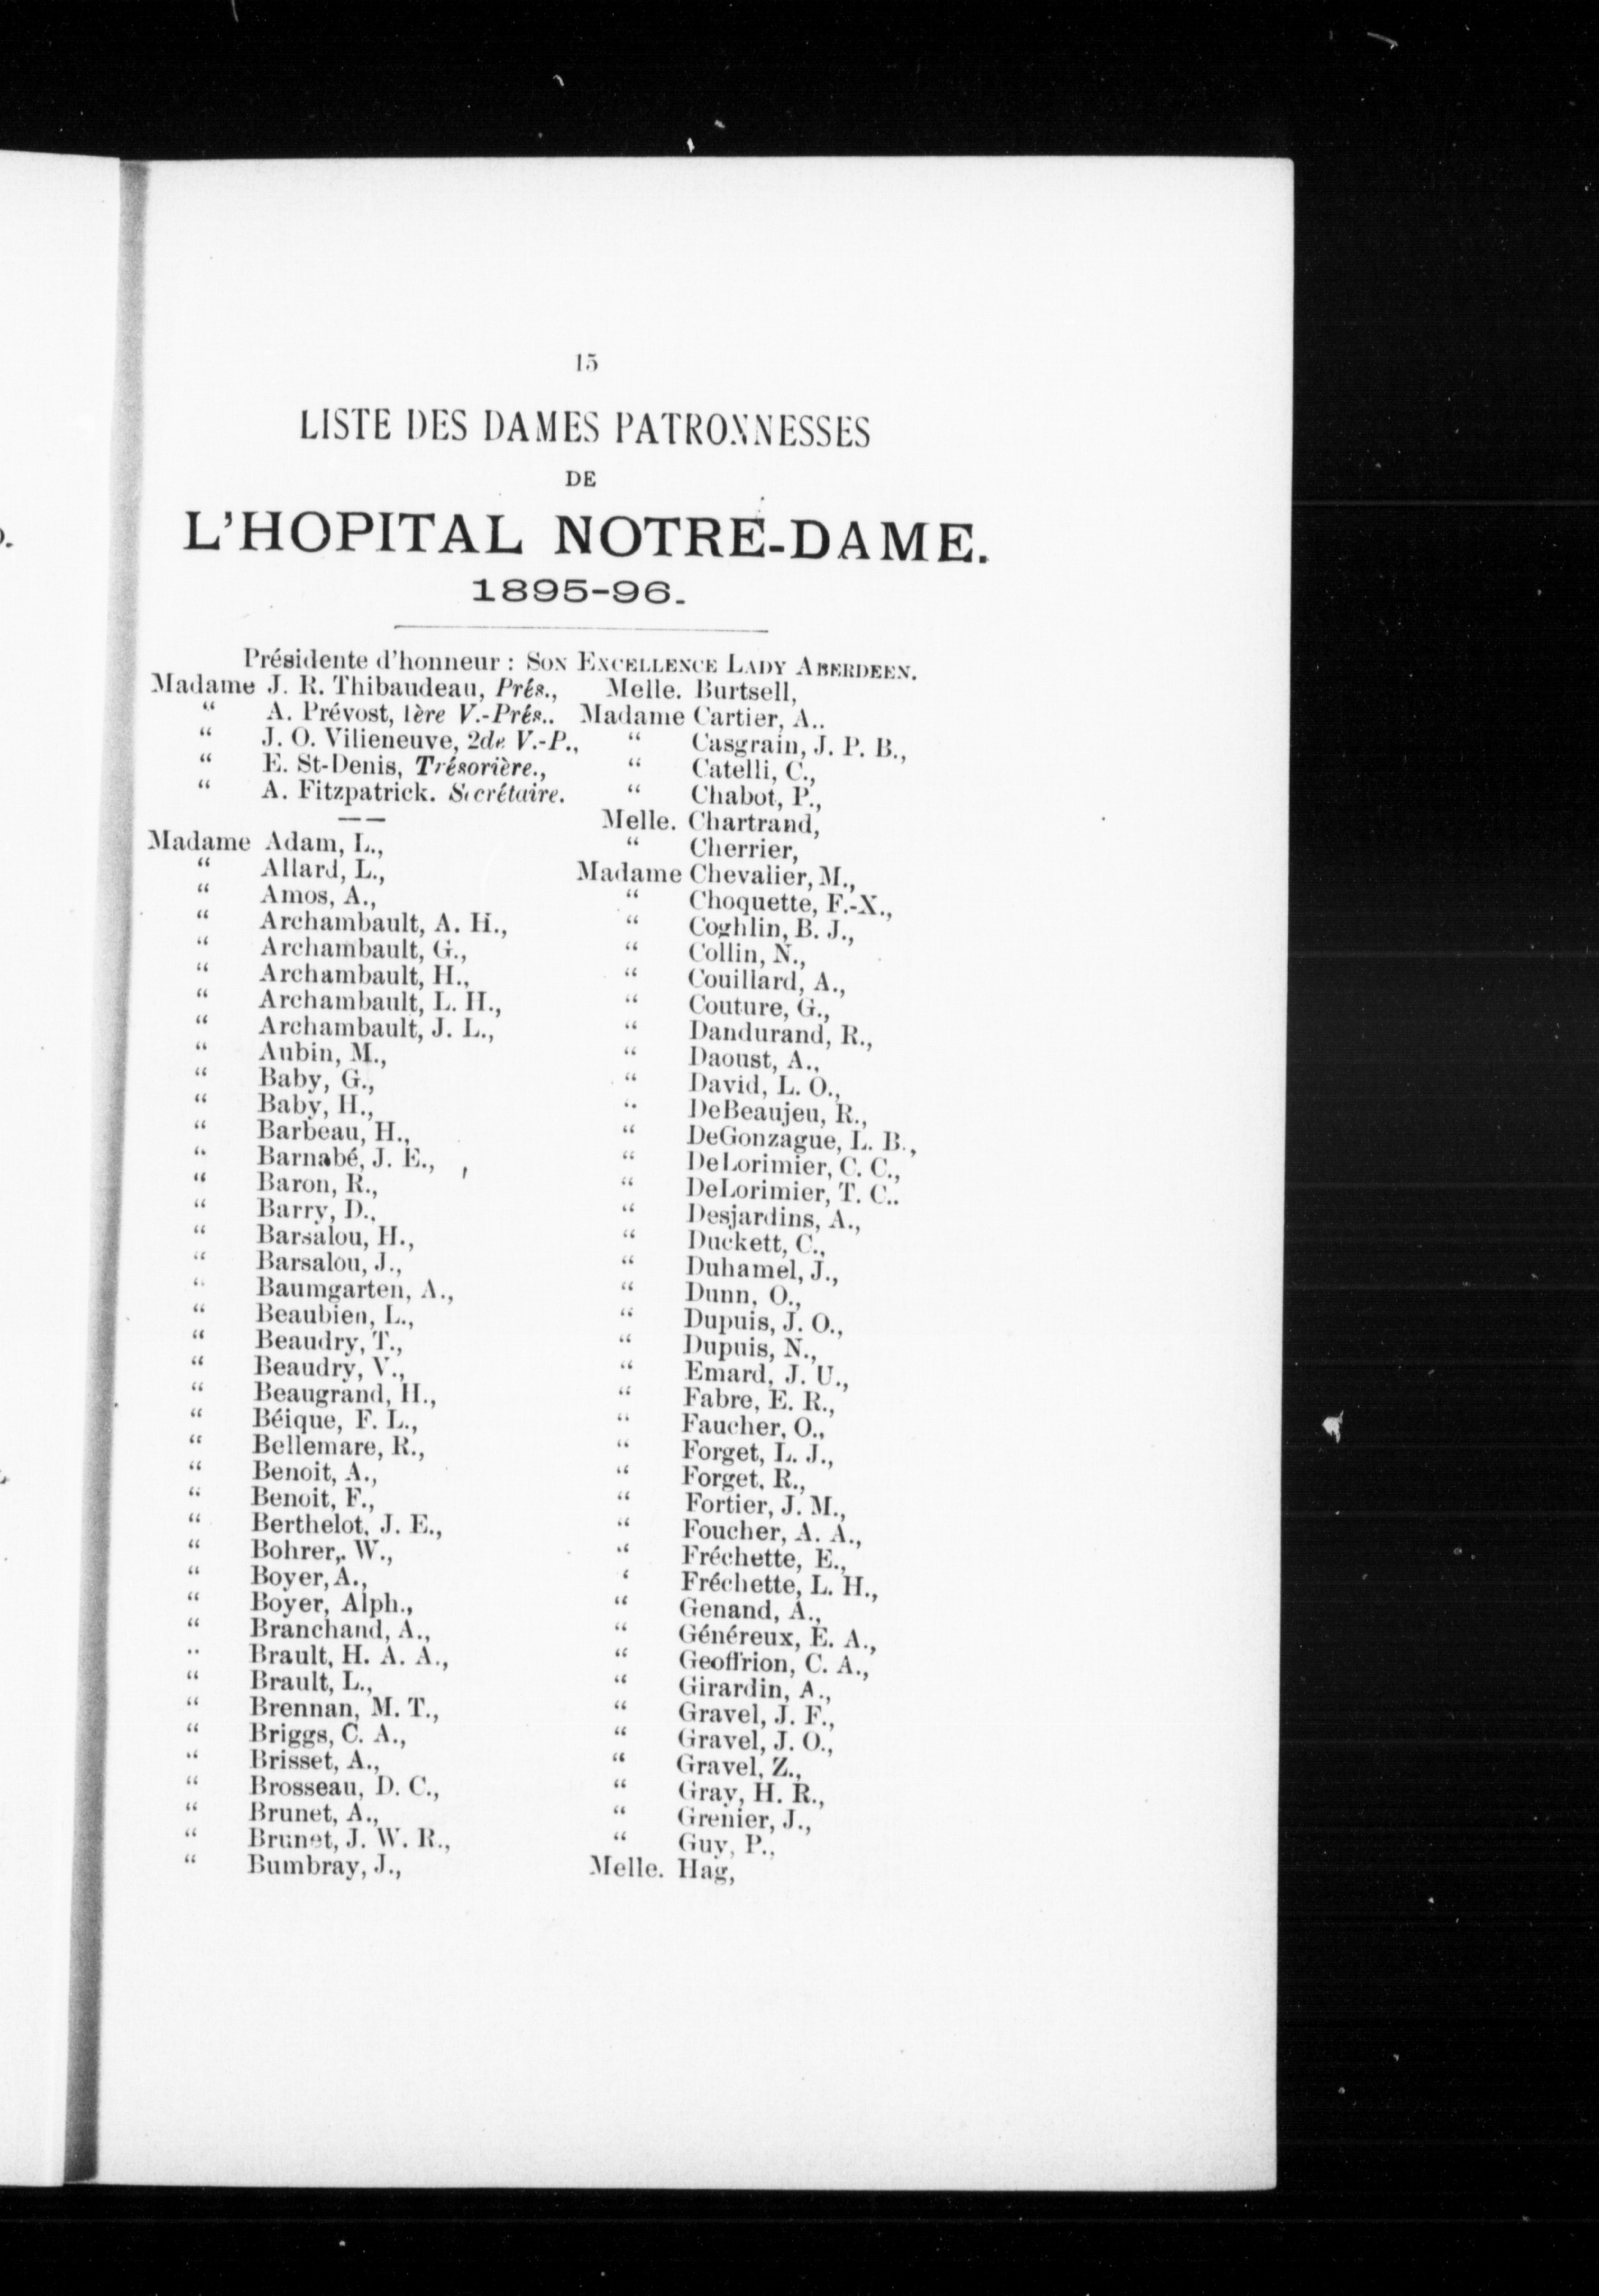 15
LISTE DES DAMES PATRONNESSES
DE
L'HOPITAL NOTRE-DAME.
1895-96.
Présidente d'honneur : SON EXCELLENCE LADY ABERDEEN.
Madame J. R. Thibaudeau, Prés.,
“ A. Prévost, 1ère V.-Prés..
“ J. O. Vilieneuve, 2de V.-P.,
“ E. St-Denis, Trésorière.,
“ A. Fitzpatrick. Secrétaire.
Madame Adam, L.,
“ Allard, L.,
“ Amos, A.,
“ Archambault, A. H.,
“ Archambault, G.,
“ Archambault, H.,
“ Archambault, L. H.,
“ Archambault, J. L.,
“ Aubin, M.,
“ Baby, G.,
“ Baby, H.,
“ Barbeau, H.,
“ Barnabé, J. E.,
“ Baron, R.,
“ Barry, D.,
“ Barsalou, H.,
“ Barsalou, J.,
“ Baumgarten, A.,
“ Beaubien, L.,
“ Beaudry, T.,
“ Beaudry, V.,
“ Beaugrand, H.,
“ Béique, F. L.,
“ Bellemare, R.,
“ Benoit, A.,
“ Benoit, F.,
“ Berthelot, J. E.,
“ Bohrer,. W.,
“ Boyer, A.,
“ Boyer, Alph.,
“ Branchand, A.,
“ Brault, H. A. A.,
“ Brault, L.,
“ Brennan, M. T.,
“ Briggs, C. A.,
“ Brisset, A.,
“ Brosseau, D. C.,
“ Brunet, A.,
“ Brunet, J. W. R.,
“ Bumbray, J.,
Melle. Burtsell,
Madame Cartier, A..
“ Casgrain, J. P. B.,
“ Catelli, C.,
“ Chabot, P.,
Melle. Chartrand,
“ Cherrier,
Madame Chevalier, M.,
“ Choquette, F.-X.,
“ Coghlin, B. J.,
“ Collin, N.,
“ Couillard, A.,
“ Couture, G.,
“ Dandurand, R.,
“ Daoust, A.,
“ David, L. O.,
“ DeBeaujeu, R.,
“ DeGonzague, L. B.,
“ DeLorimier, C. C.,
“ DeLorimier, T. C..
“ Desjardins, A.,
“ Duckett, C.,
“ Duhamel, J.,
“ Dunn, O.,
“ Dupuis, J. O.,
“ Dupuis, N.,
“ Emard, J. U.,
“ Fabre, E. R.,
“ Faucher, O.,
“ Forget, L. J.,
“ Forget, R.,
“ Fortier, J. M.,
“ Foucher, A. A.,
“ Fréchette, E.,
‘ Fréchette, L. H.,
“ Genand, A.,
“ Généreux, E. A.,
“ Geoffrion, C. A.,
“ Girardin, A.,
“ Gravel, J. F.,
“ Gravel, J. O.,
“ Gravel, Z.,
“ Gray, H. R.,
“ Grenier, J.,
“ Guy, P.,
Melle. Hag,